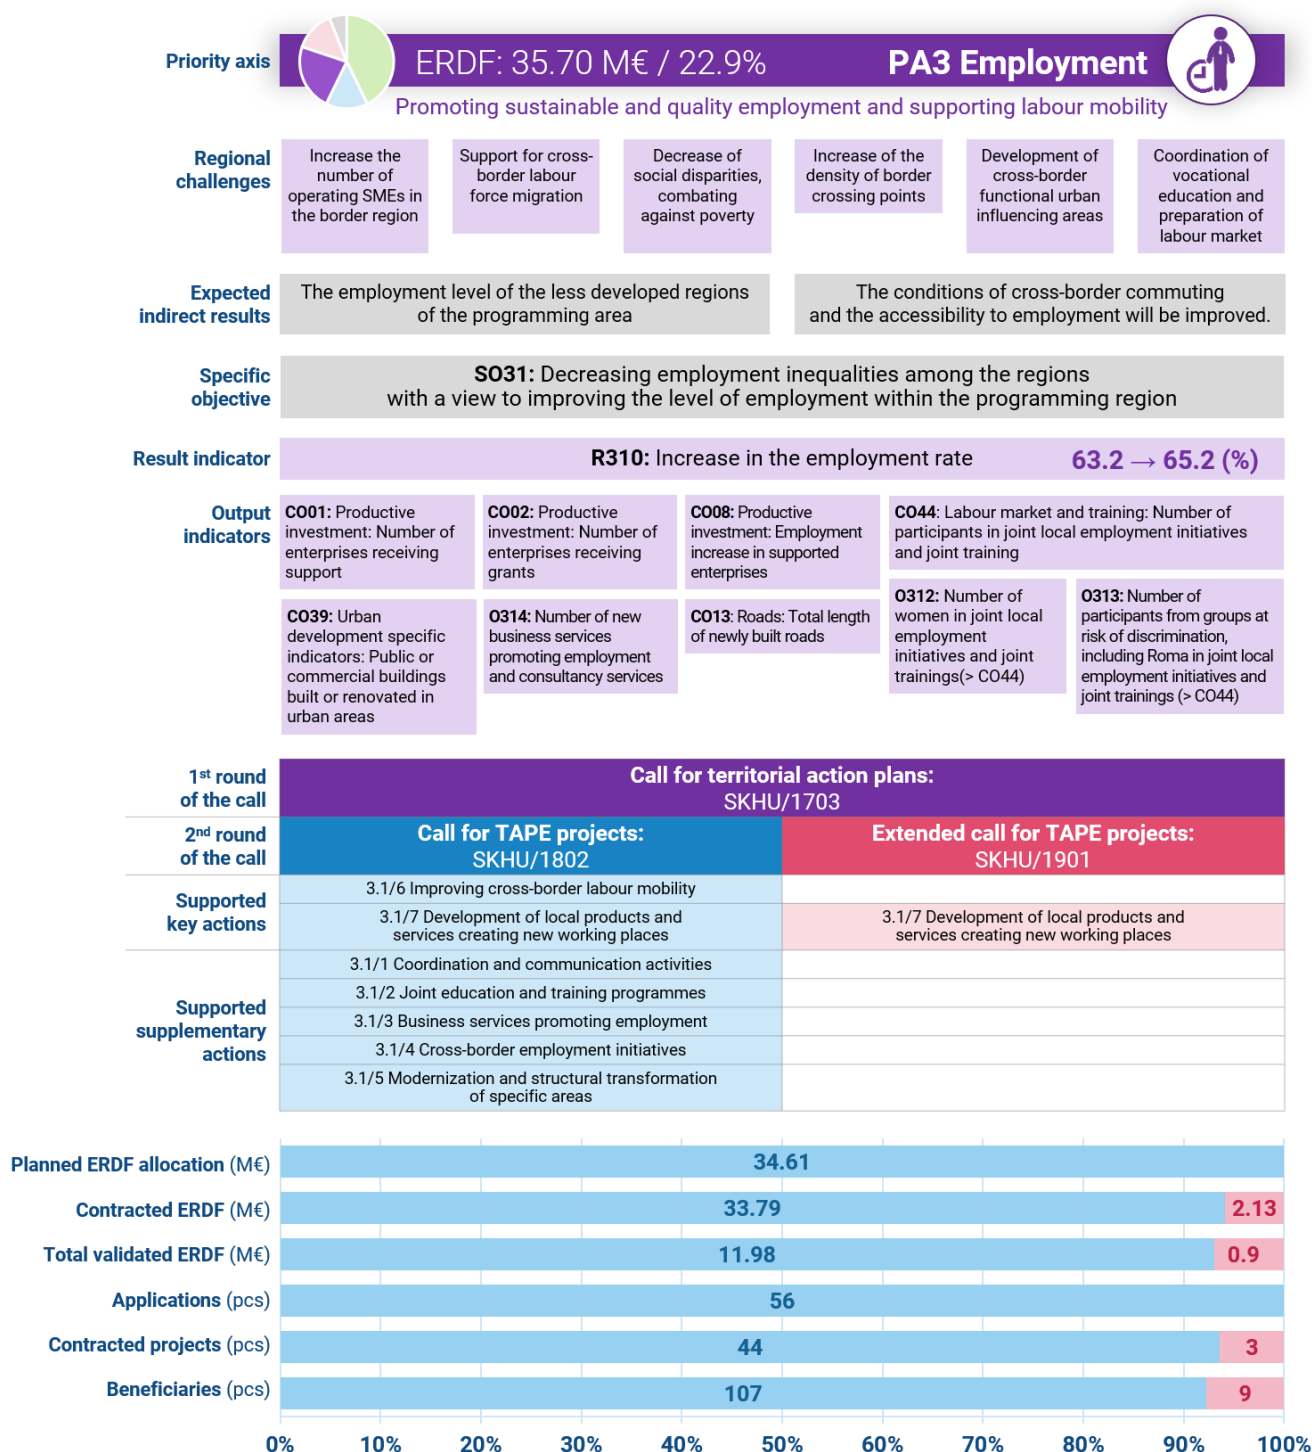 Priority axis
ERDF: 35.70 M€ / 22.9%
PA3 Employment
Promoting sustainable and quality employment and supporting labour mobility
Regional
challenges
Increase the
number of
operating SMEs in
the border region
Support for cross-
border labour
force migration
Decrease of
social disparities,
combating
against poverty
Increase of the
density of border
crossing points
Development of
cross-border
functional urban
influencing areas
Coordination of
vocational
education and
preparation of
labour market
Expected
indirect results
The employment level of the less developed regions
of the programming area
The conditions of cross-border commuting
and the accessibility to employment will be improved.
Specific
objective
SO31: Decreasing employment inequalities among the regions
with a view to improving the level of employment within the programming region
Result indicator
R310: Increase in the employment rate
63.2 → 65.2 (%)
Output
indicators
CO01: Productive
investment: Number of
enterprises receiving
support
CO02: Productive
investment: Number of
enterprises receiving
grants
CO08: Productive
investment: Employment
increase in supported
enterprises
CO44: Labour market and training: Number of
participants in joint local employment initiatives
and joint training
CO39: Urban
development specific
indicators: Public or
commercial buildings
built or renovated in
urban areas
O314: Number of new
business services
promoting employment
and consultancy services
CO13: Roads: Total length
of newly built roads
O312: Number of
women in joint local
employment
initiatives and joint
trainings(> CO44)
O313: Number of
participants from groups at
risk of discrimination,
including Roma in joint local
employment initiatives and
joint trainings (> CO44)
1st round
of the call
Call for territorial action plans:
SKHU/1703
2nd round
of the call
Call for TAPE projects:
SKHU/1802
Extended call for TAPE projects:
SKHU/1901
Supported
key actions
3.1/6 Improving cross-border labour mobility
3.1/7 Development of local products and
services creating new working places
3.1/7 Development of local products and
services creating new working places
Supported
supplementary
actions
3.1/1 Coordination and communication activities
3.1/2 Joint education and training programmes
3.1/3 Business services promoting employment
3.1/4 Cross-border employment initiatives
3.1/5 Modernization and structural transformation
of specific areas
Planned ERDF allocation (M€)
34.61
Contracted ERDF (M€)
33.79
2.13
Total validated ERDF (M€)
11.98
0.9
Applications (pcs)
56
Contracted projects (pcs)
44
3
Beneficiaries (pcs)
107
9
0% 10% 20% 30% 40% 50% 60% 70% 80% 90% 100%